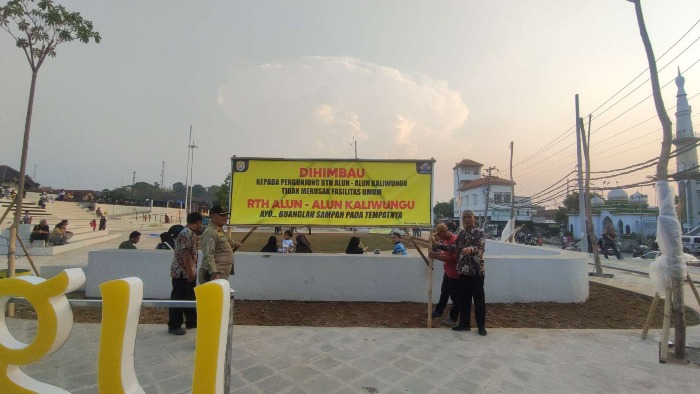 DIHIMBAU
KEPADA PENGUNJUNG RTH ALUN - ALUN KALIWUNGU
TIDAK MERUSAK FASILITAS UMUM
RTH ALUN - ALUN KALIWUNGU
AYO.. BUANGLAH SAMPAH PADA TEMPATNYA
gu